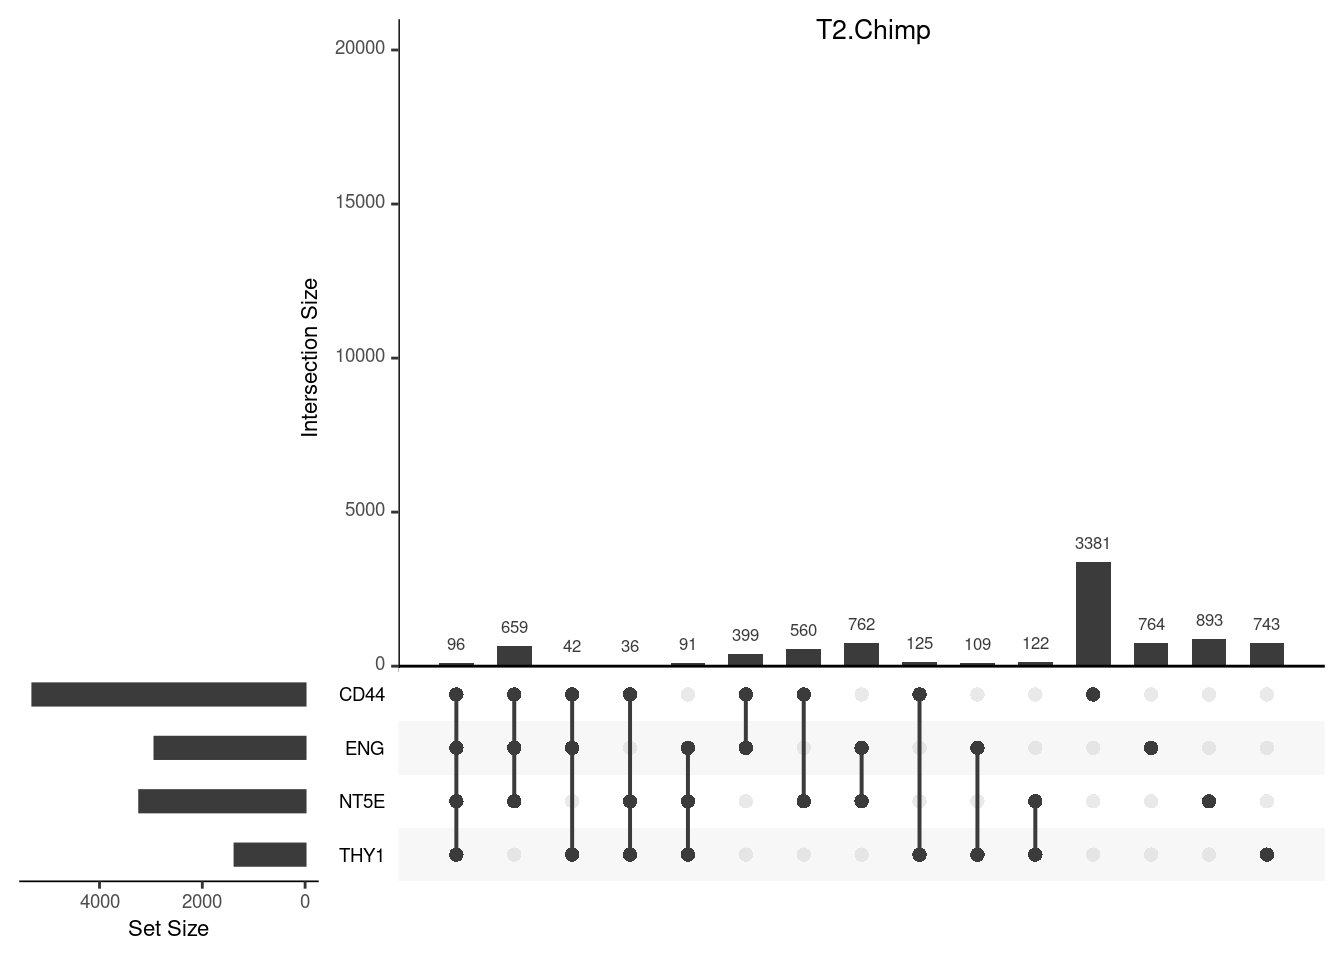 T2.Chimp
20000
15000
10000
5000
0
Intersection Size
96 659 42 36 91 399 560 762 125 109 122 3381 764 893 743
CD44
ENG
NT5E
THY1
4000 2000 0
Set Size